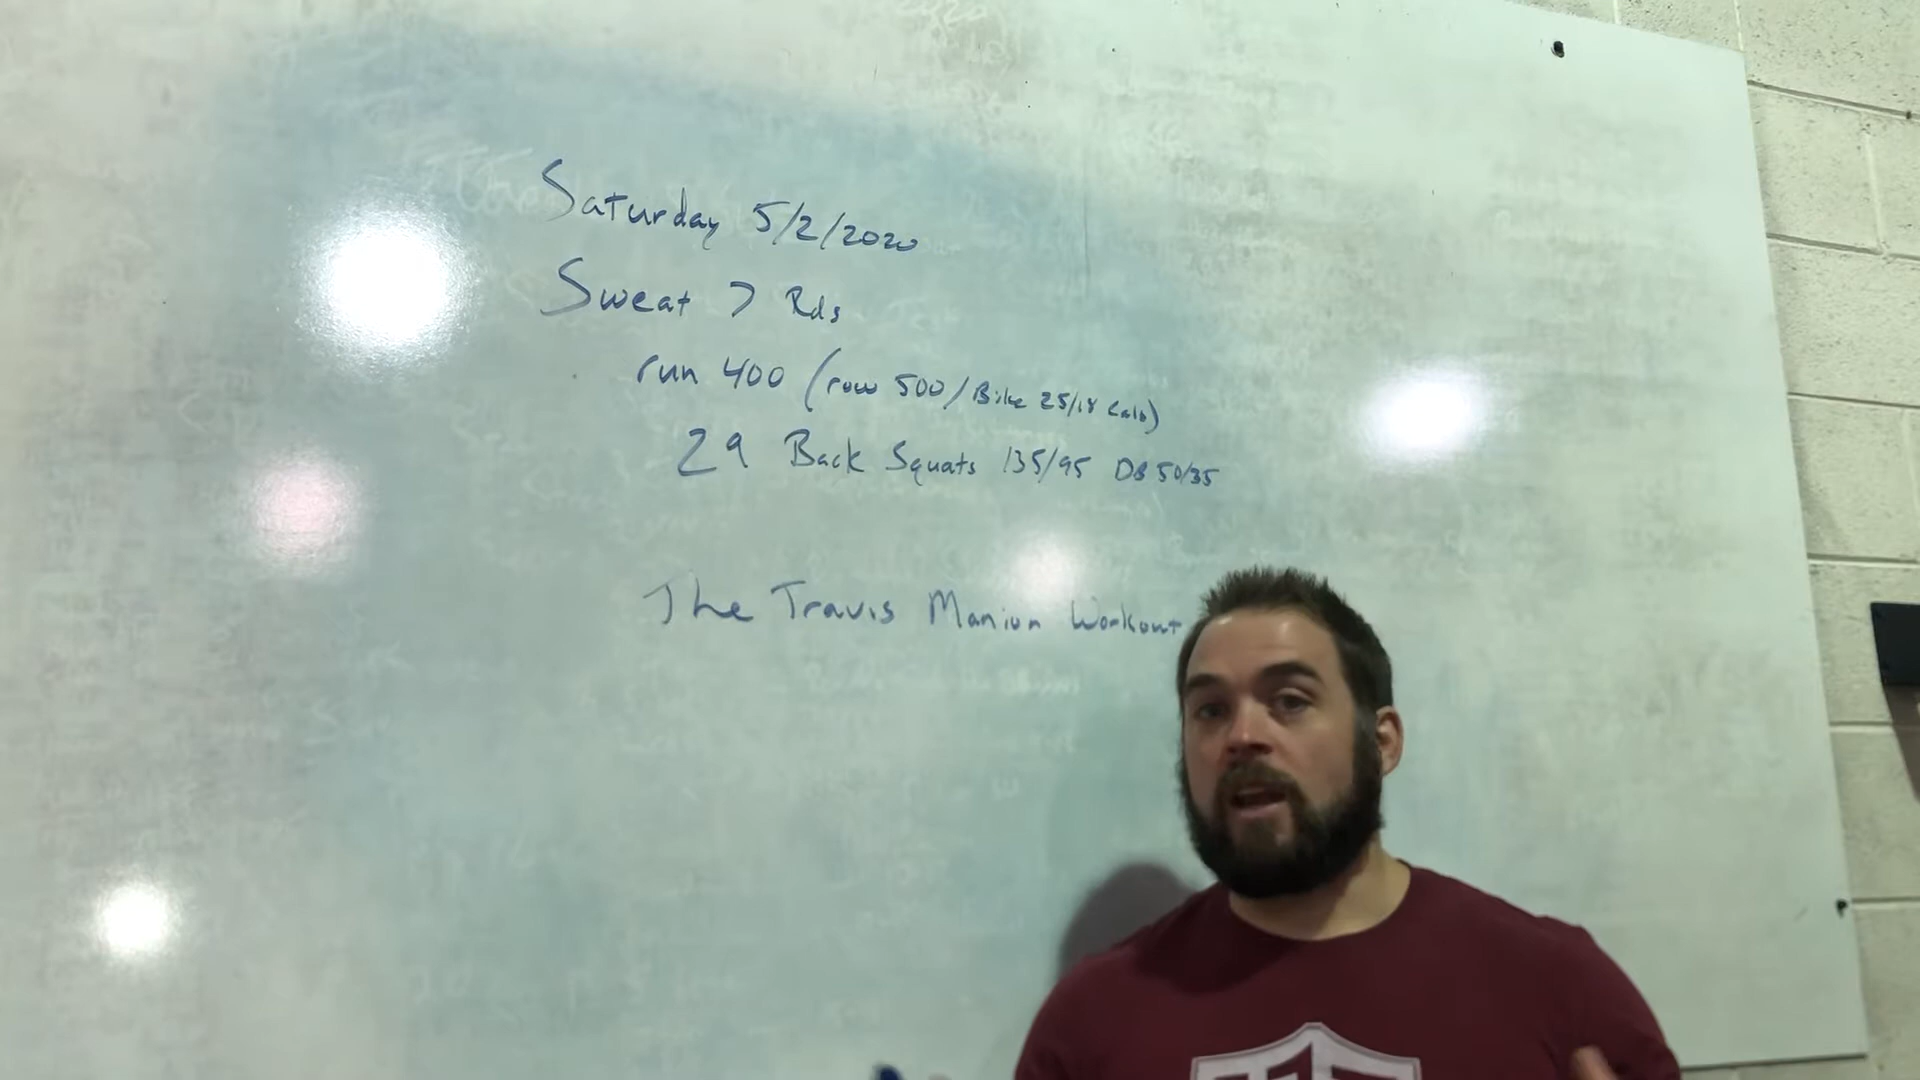 Saturday 5/2/2020
Sweat 7 Rds
run 400 (row 500/Bike 25/18 Cals)
29 Back Squats 135/95 DB 50/35
The Travis Manion Workout